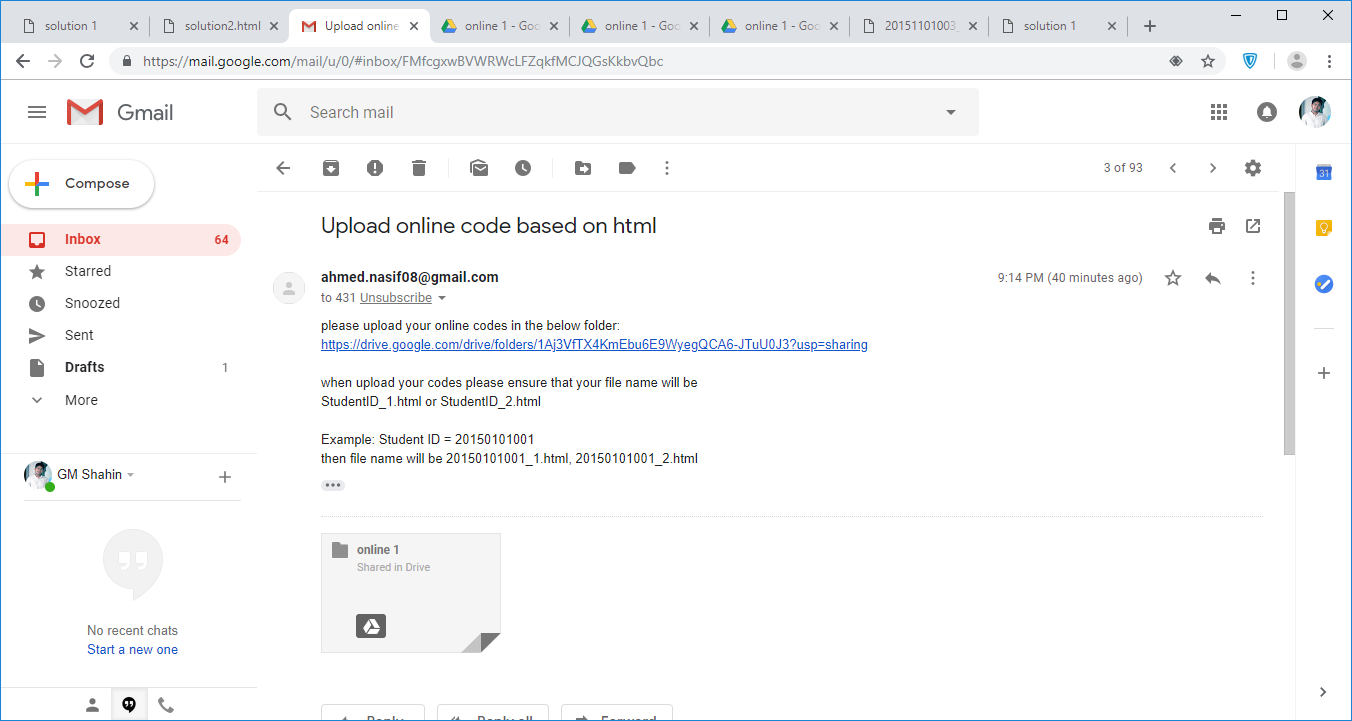 solution 1
solution2.html
Upload online
online 1 - Goo
online 1 - Goo
online 1 - Goo
20151101003_
solution 1
https://mail.google.com/mail/u/0/#inbox/FMfcgxwBVWRWcLFZqkfMCJQGsKkbvQbc
Gmail
Search mail
Compose
3 of 93
31
Inbox 64
Starred
Snoozed
Sent
Drafts 1
More
GM Shahin
No recent chats
Start a new one
Upload online code based on html
ahmed.nasif08@gmail.com
9:14 PM (40 minutes ago)
to 431 Unsubscribe
please upload your online codes in the below folder:
https://drive.google.com/drive/folders/1Aj3VfTX4KmEbu6E9WyegQCA6-JTuU0J3?usp=sharing
when upload your codes please ensure that your file name will be
StudentID_1.html or StudentID_2.html
Example: Student ID = 20150101001
then file name will be 20150101001_1.html, 20150101001_2.html
online 1
Shared in Drive
Reply
Reply all
Forward